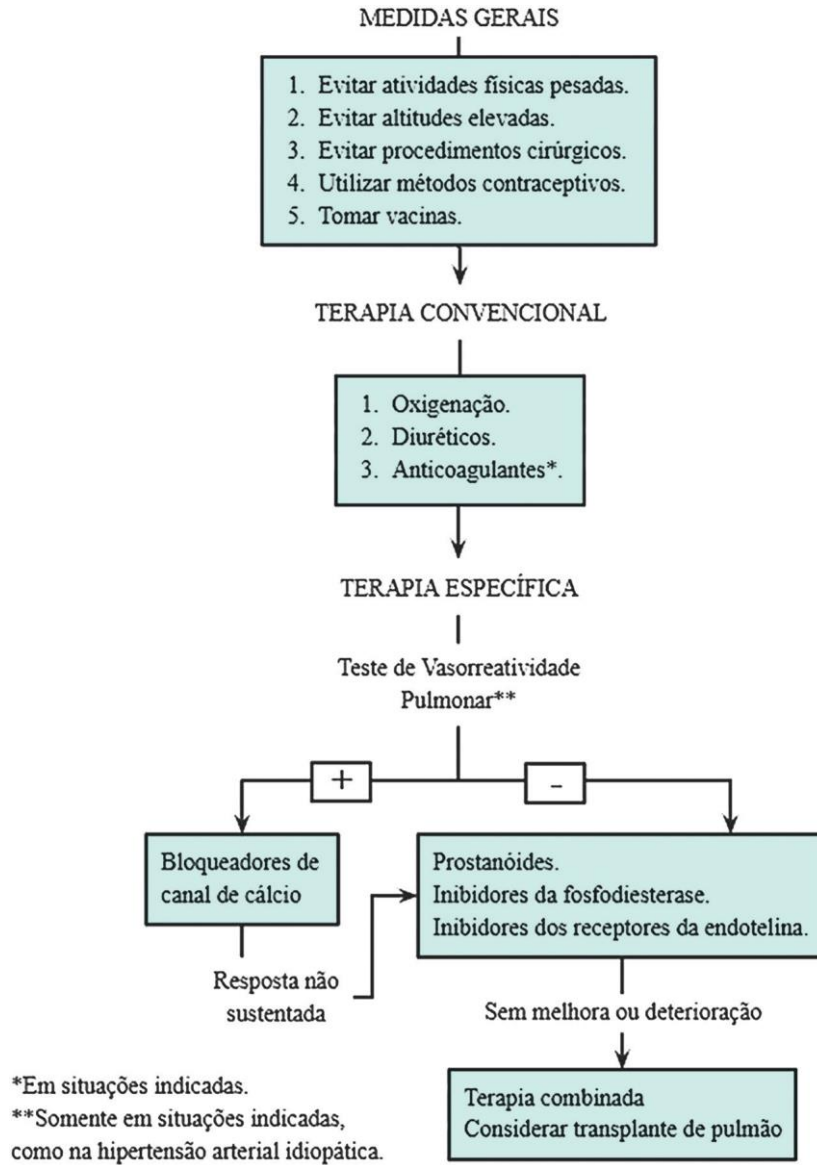 MEDIDAS GERAIS
1. Evitar atividades físicas pesadas.
2. Evitar altitudes elevadas.
3. Evitar procedimentos cirúrgicos.
4. Utilizar métodos contraceptivos.
5. Tomar vacinas.
TERAPIA CONVENCIONAL
1. Oxigenação.
2. Diuréticos.
3. Anticoagulantes*.
TERAPIA ESPECÍFICA
Teste de Vasorreatividade
Pulmonar**
+
-
Bloqueadores de
canal de cálcio
Prostanóides.
Inibidores da fosfodiesterase.
Inibidores dos receptores da endotelina.
Resposta não
sustentada
Sem melhora ou deterioração
Terapia combinada
Considerar transplante de pulmão
*Em situações indicadas.
**Somente em situações indicadas,
como na hipertensão arterial idiopática.